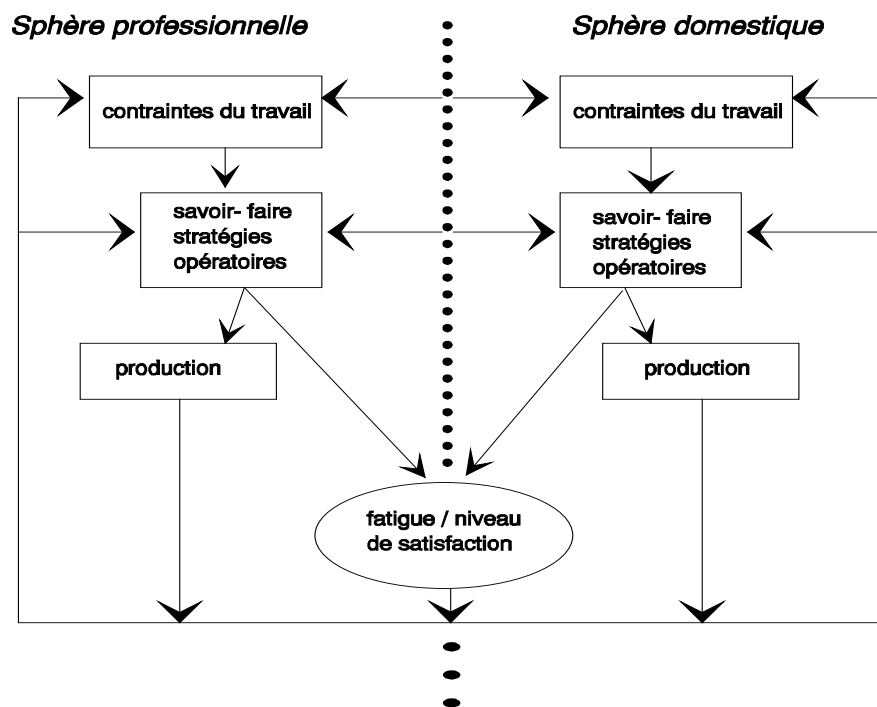 Sphère professionnelle
Sphère domestique
contraintes du travail
contraintes du travail
savoir- faire
stratégies
opératoires
savoir- faire
stratégies
opératoires
production
production
fatigue / niveau
de satisfaction